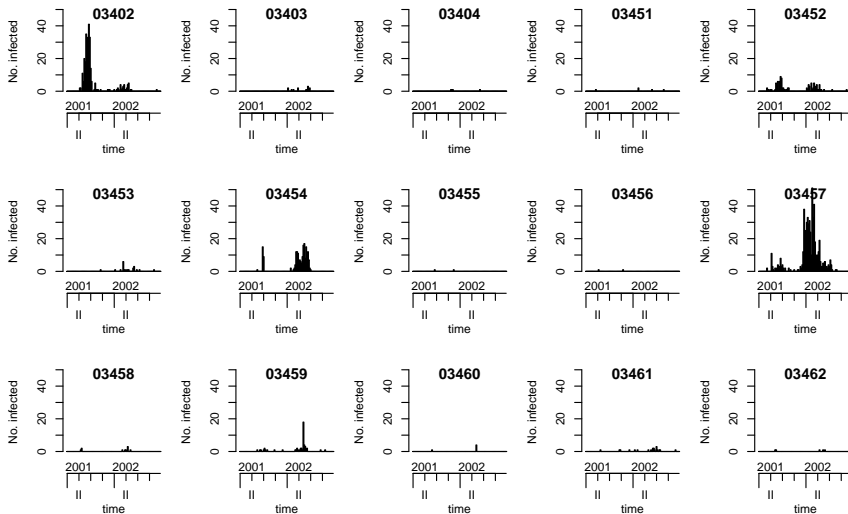 03402 03403 03404 03451 03452
No. infected No. infected No. infected No. infected No. infected
40 40 40 40 40
20 20 20 20 20
0 0 0 0 0
2001 2002 2001 2002 2001 2002 2001 2002 2001 2002
II II II II II II II II II II
time time time time time
03453 03454 03455 03456 03457
No. infected No. infected No. infected No. infected No. infected
40 40 40 40 40
20 20 20 20 20
0 0 0 0 0
2001 2002 2001 2002 2001 2002 2001 2002 2001 2002
II II II II II II II II II II
time time time time time
03458 03459 03460 03461 03462
No. infected No. infected No. infected No. infected No. infected
40 40 40 40 40
20 20 20 20 20
0 0 0 0 0
2001 2002 2001 2002 2001 2002 2001 2002 2001 2002
II II II II II II II II II II
time time time time time